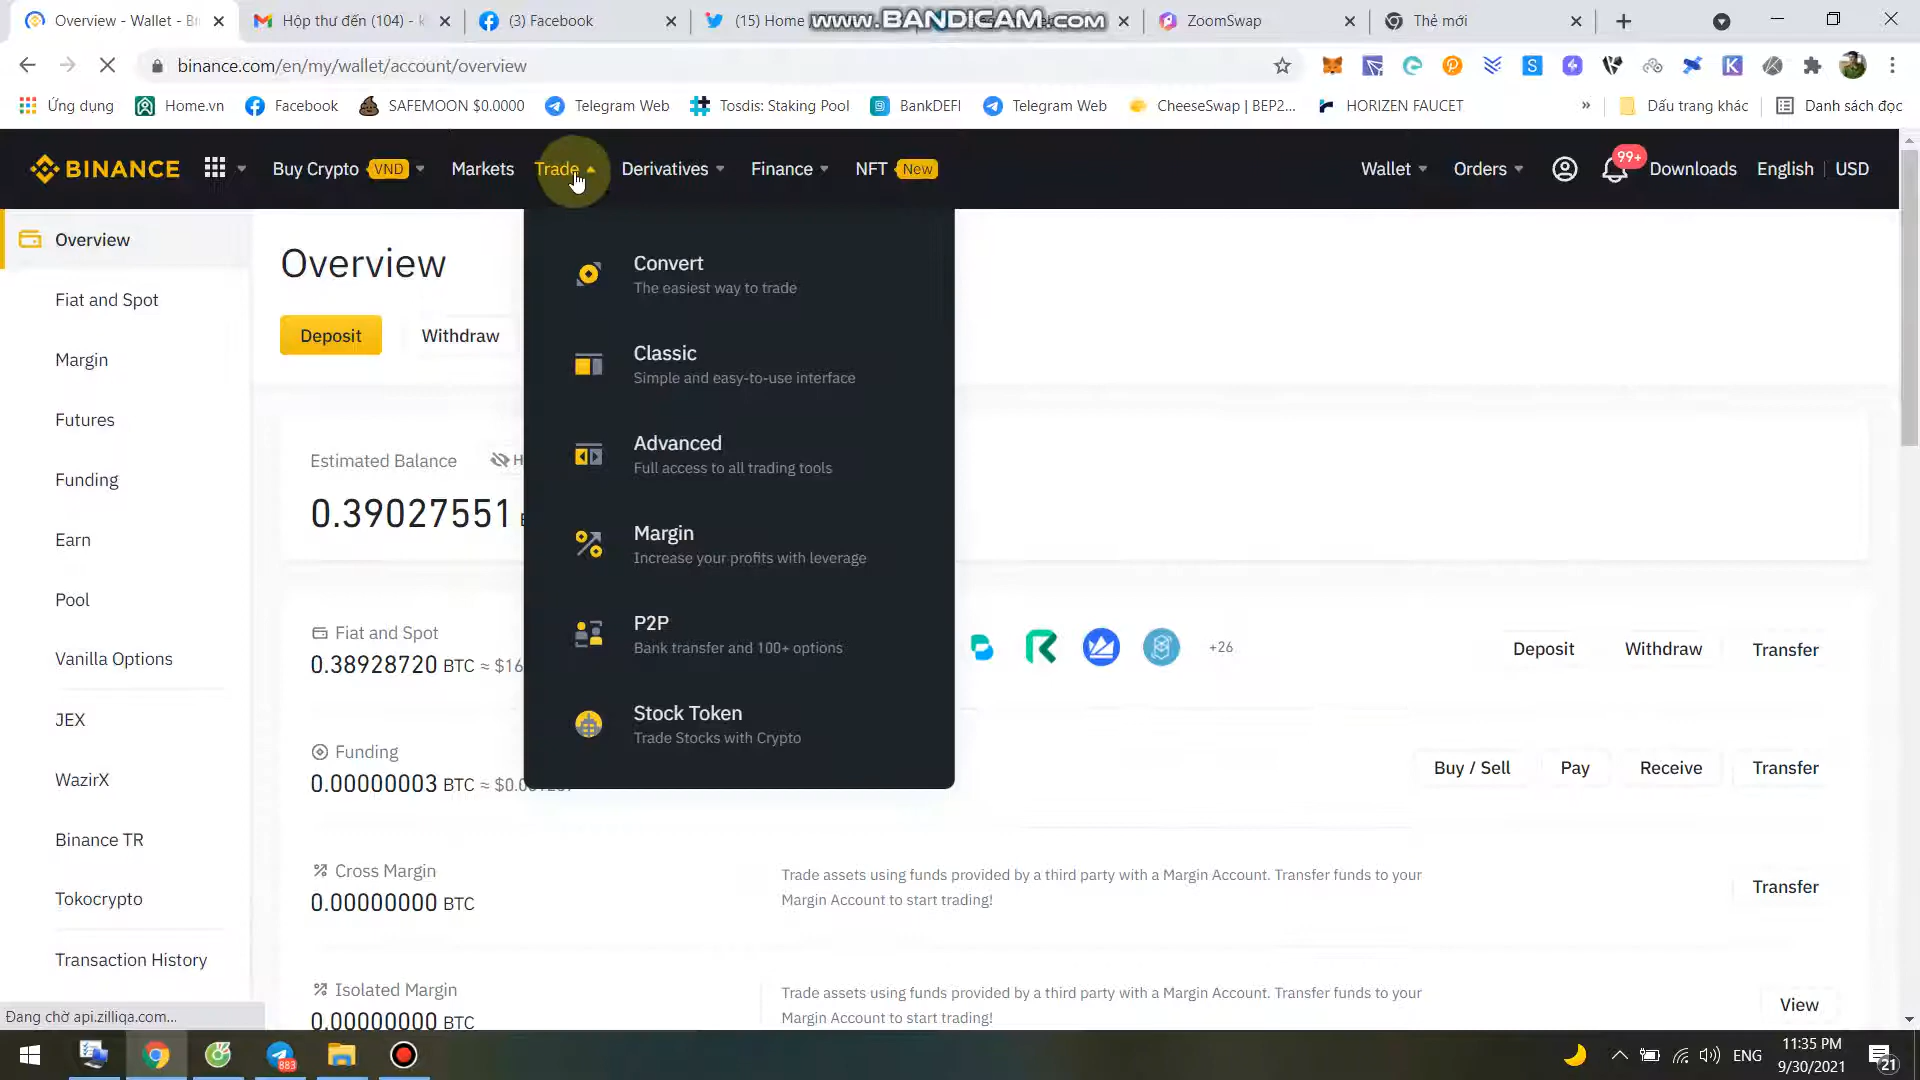 Overview - Wallet - Bi
Hộp thư đến (104) - k
(3) Facebook
(15) Home
www.BANDICAM.com
ZoomSwap
Thẻ mới
binance.com/en/my/wallet/account/overview
Ứng dụng
Home.vn
Facebook
SAFEMOON $0.0000
Telegram Web
Tosdis: Staking Pool
BankDEFI
Telegram Web
CheeseSwap | BEP2...
HORIZEN FAUCET
»
Dấu trang khác
Danh sách đọc
BINANCE
Buy Crypto
VND
Markets
Trade
Derivatives
Finance
NFT
New
Wallet
Orders
99+
Downloads
English
USD
Overview
Fiat and Spot
Margin
Futures
Funding
Earn
Pool
Vanilla Options
JEX
WazirX
Binance TR
Tokocrypto
Transaction History
Overview
Deposit
Withdraw
Convert
The easiest way to trade
Classic
Simple and easy-to-use interface
Advanced
Full access to all trading tools
Margin
Increase your profits with leverage
P2P
Bank transfer and 100+ options
Stock Token
Trade Stocks with Crypto
Estimated Balance
H
0.39027551
Fiat and Spot
0.38928720 BTC ≈ $16
+26
Deposit
Withdraw
Transfer
Funding
0.00000003 BTC ≈ $0.0
Buy / Sell
Pay
Receive
Transfer
Cross Margin
0.00000000 BTC
Trade assets using funds provided by a third party with a Margin Account. Transfer funds to your
Margin Account to start trading!
Transfer
Isolated Margin
0.00000000 BTC
Trade assets using funds provided by a third party with a Margin Account. Transfer funds to your
Margin Account to start trading!
View
Đang chờ api.zilliqa.com...
883
ENG
11:35 PM
9/30/2021
21